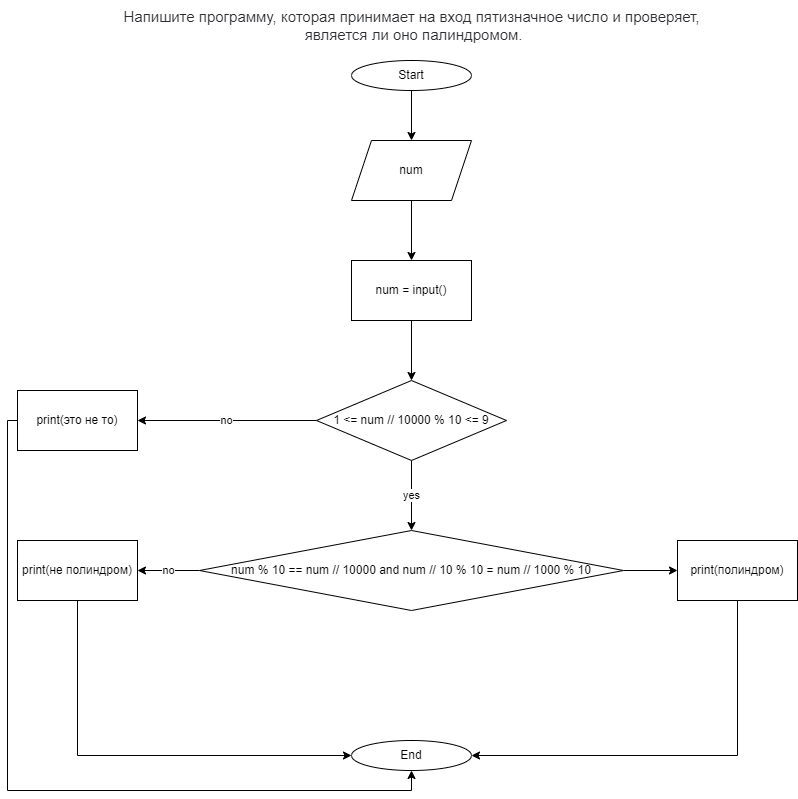 Напишите программу, которая принимает на вход пятизначное число и проверяет,
является ли оно палиндромом.
Start
num
num = input()
1 <= num // 10000 % 10 <= 9
no
print(это не то)
yes
num % 10 == num // 10000 and num // 10 % 10 = num // 1000 % 10
no
print(не полиндром)
print(полиндром)
End